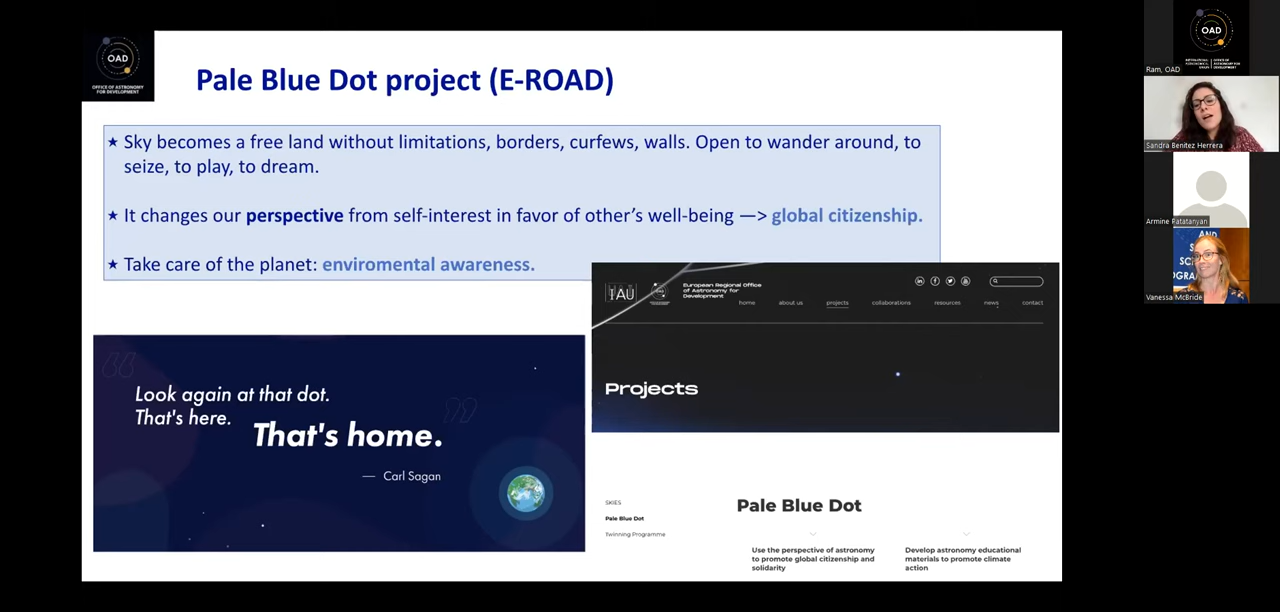 OAD
OFFICE OF ASTRONOMY
FOR DEVELOPMENT
Pale Blue Dot project (E-ROAD)
★ Sky becomes a free land without limitations, borders, curfews, walls. Open to wander around, to
seize, to play, to dream.
★ It changes our perspective from self-interest in favor of other's well-being —> global citizenship.
★ Take care of the planet: enviromental awareness.
Look again at that dot.
That's here.
That's home.
— Carl Sagan
IAU
European Regional Office
of Astronomy for
Development
home about us projects collaborations resources news contact
Projects
SKIES
Pale Blue Dot
Twinning Programme
Pale Blue Dot
Use the perspective of astronomy
to promote global citizenship and
solidarity
Develop astronomy educational
materials to promote climate
action
OAD
Ram, OAD
Sandra Benitez Herrera
Armine Patatanyan
AND
Vanessa McBride